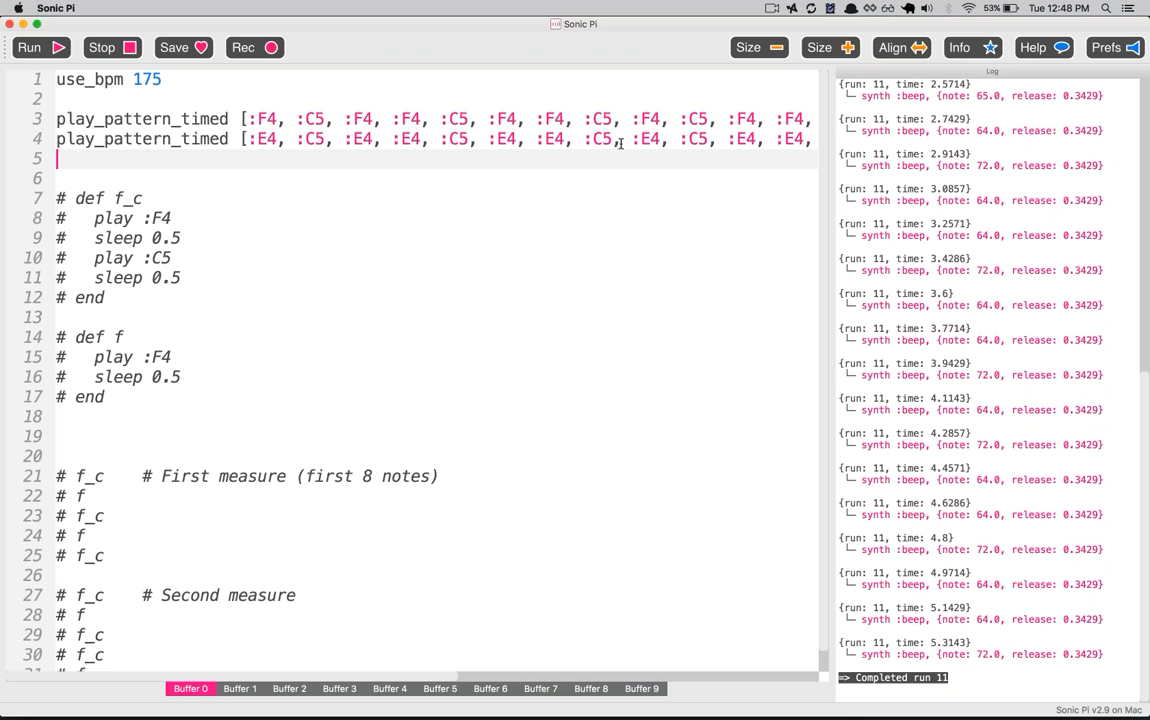 Sonic Pi
53%
Tue 12:48 PM
Sonic Pi
Run
Stop
Save
Rec
Size
Size
Align
Info
Help
Prefs
1 use_bpm 175
2
3 play_pattern_timed [:F4, :C5, :F4, :F4, :C5, :F4, :F4, :C5, :F4, :C5, :F4, :F4,
4 play_pattern_timed [:E4, :C5, :E4, :E4, :C5, :E4, :E4, :C5, :E4, :C5, :E4, :E4,
5
6
7 # def f_c
8 #   play :F4
9 #   sleep 0.5
10 #   play :C5
11 #   sleep 0.5
12 # end
13
14 # def f
15 #   play :F4
16 #   sleep 0.5
17 # end
18
19
20
21 # f_c    # First measure (first 8 notes)
22 # f
23 # f_c
24 # f
25 # f_c
26
27 # f_c    # Second measure
28 # f
29 # f_c
30 # f_c
Log
{run: 11, time: 2.5714}
synth :beep, {note: 65.0, release: 0.3429}
{run: 11, time: 2.7429}
synth :beep, {note: 64.0, release: 0.3429}
{run: 11, time: 2.9143}
synth :beep, {note: 72.0, release: 0.3429}
{run: 11, time: 3.0857}
synth :beep, {note: 64.0, release: 0.3429}
{run: 11, time: 3.2571}
synth :beep, {note: 64.0, release: 0.3429}
{run: 11, time: 3.4286}
synth :beep, {note: 72.0, release: 0.3429}
{run: 11, time: 3.6}
synth :beep, {note: 64.0, release: 0.3429}
{run: 11, time: 3.7714}
synth :beep, {note: 64.0, release: 0.3429}
{run: 11, time: 3.9429}
synth :beep, {note: 72.0, release: 0.3429}
{run: 11, time: 4.1143}
synth :beep, {note: 64.0, release: 0.3429}
{run: 11, time: 4.2857}
synth :beep, {note: 72.0, release: 0.3429}
{run: 11, time: 4.4571}
synth :beep, {note: 64.0, release: 0.3429}
{run: 11, time: 4.6286}
synth :beep, {note: 64.0, release: 0.3429}
{run: 11, time: 4.8}
synth :beep, {note: 72.0, release: 0.3429}
{run: 11, time: 4.9714}
synth :beep, {note: 64.0, release: 0.3429}
{run: 11, time: 5.1429}
synth :beep, {note: 64.0, release: 0.3429}
{run: 11, time: 5.3143}
synth :beep, {note: 72.0, release: 0.3429}
=> Completed run 11
Buffer 0
Buffer 1
Buffer 2
Buffer 3
Buffer 4
Buffer 5
Buffer 6
Buffer 7
Buffer 8
Buffer 9
Sonic Pi v2.9 on Mac